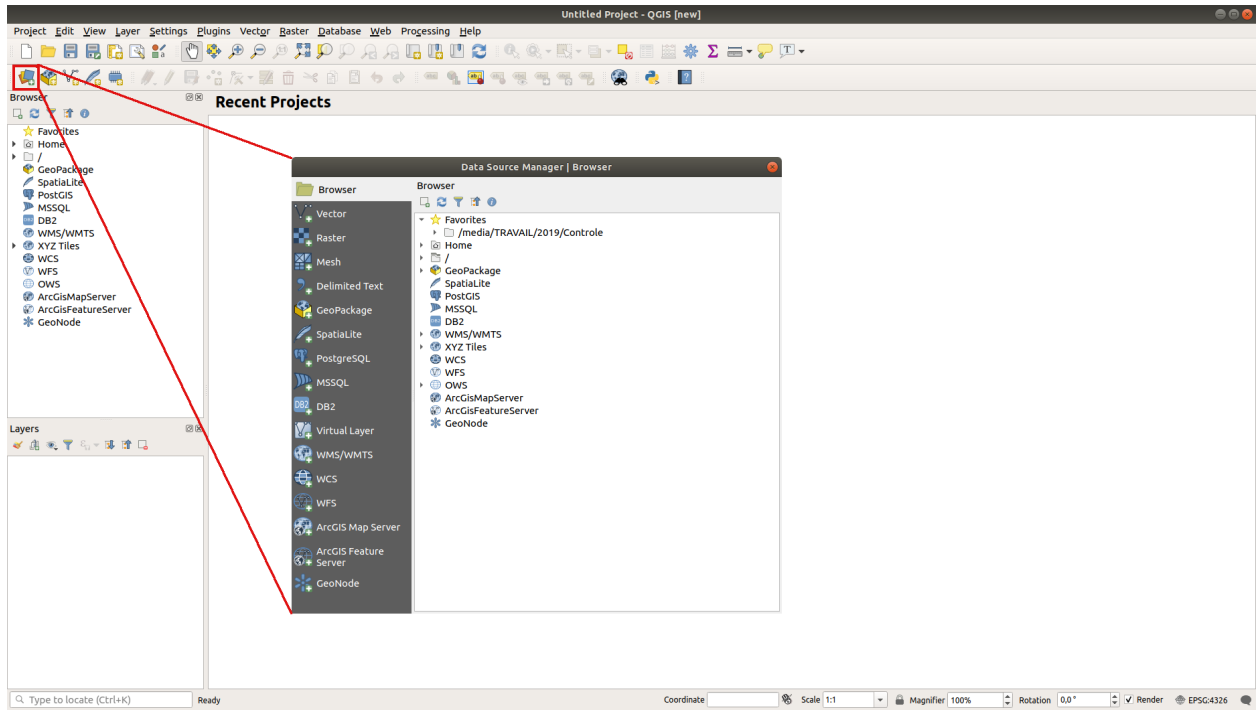 Untitled Project - QGIS [new]
Project Edit View Layer Settings Plugins Vector Raster Database Web Processing Help
Browser
Recent Projects
Favorites
Home
/
GeoPackage
SpatiaLite
PostGIS
MSSQL
DB2
WMS/WMTS
XYZ Tiles
WCS
WFS
OWS
ArcGisMapServer
ArcGisFeatureServer
GeoNode
Layers
Data Source Manager | Browser
Browser
Vector
Raster
Mesh
Delimited Text
GeoPackage
SpatiaLite
PostgreSQL
MSSQL
DB2
Virtual Layer
WMS/WMTS
WCS
WFS
ArcGIS Map Server
ArcGIS Feature
Server
GeoNode
Browser
Favorites
/media/TRAVAIL/2019/Controle
Home
/
GeoPackage
SpatiaLite
PostGIS
MSSQL
DB2
WMS/WMTS
XYZ Tiles
WCS
WFS
OWS
ArcGisMapServer
ArcGisFeatureServer
GeoNode
Type to locate (Ctrl+K) Ready Coordinate Scale 1:1 Magnifier 100% Rotation 0,0 ° Render EPSG:4326